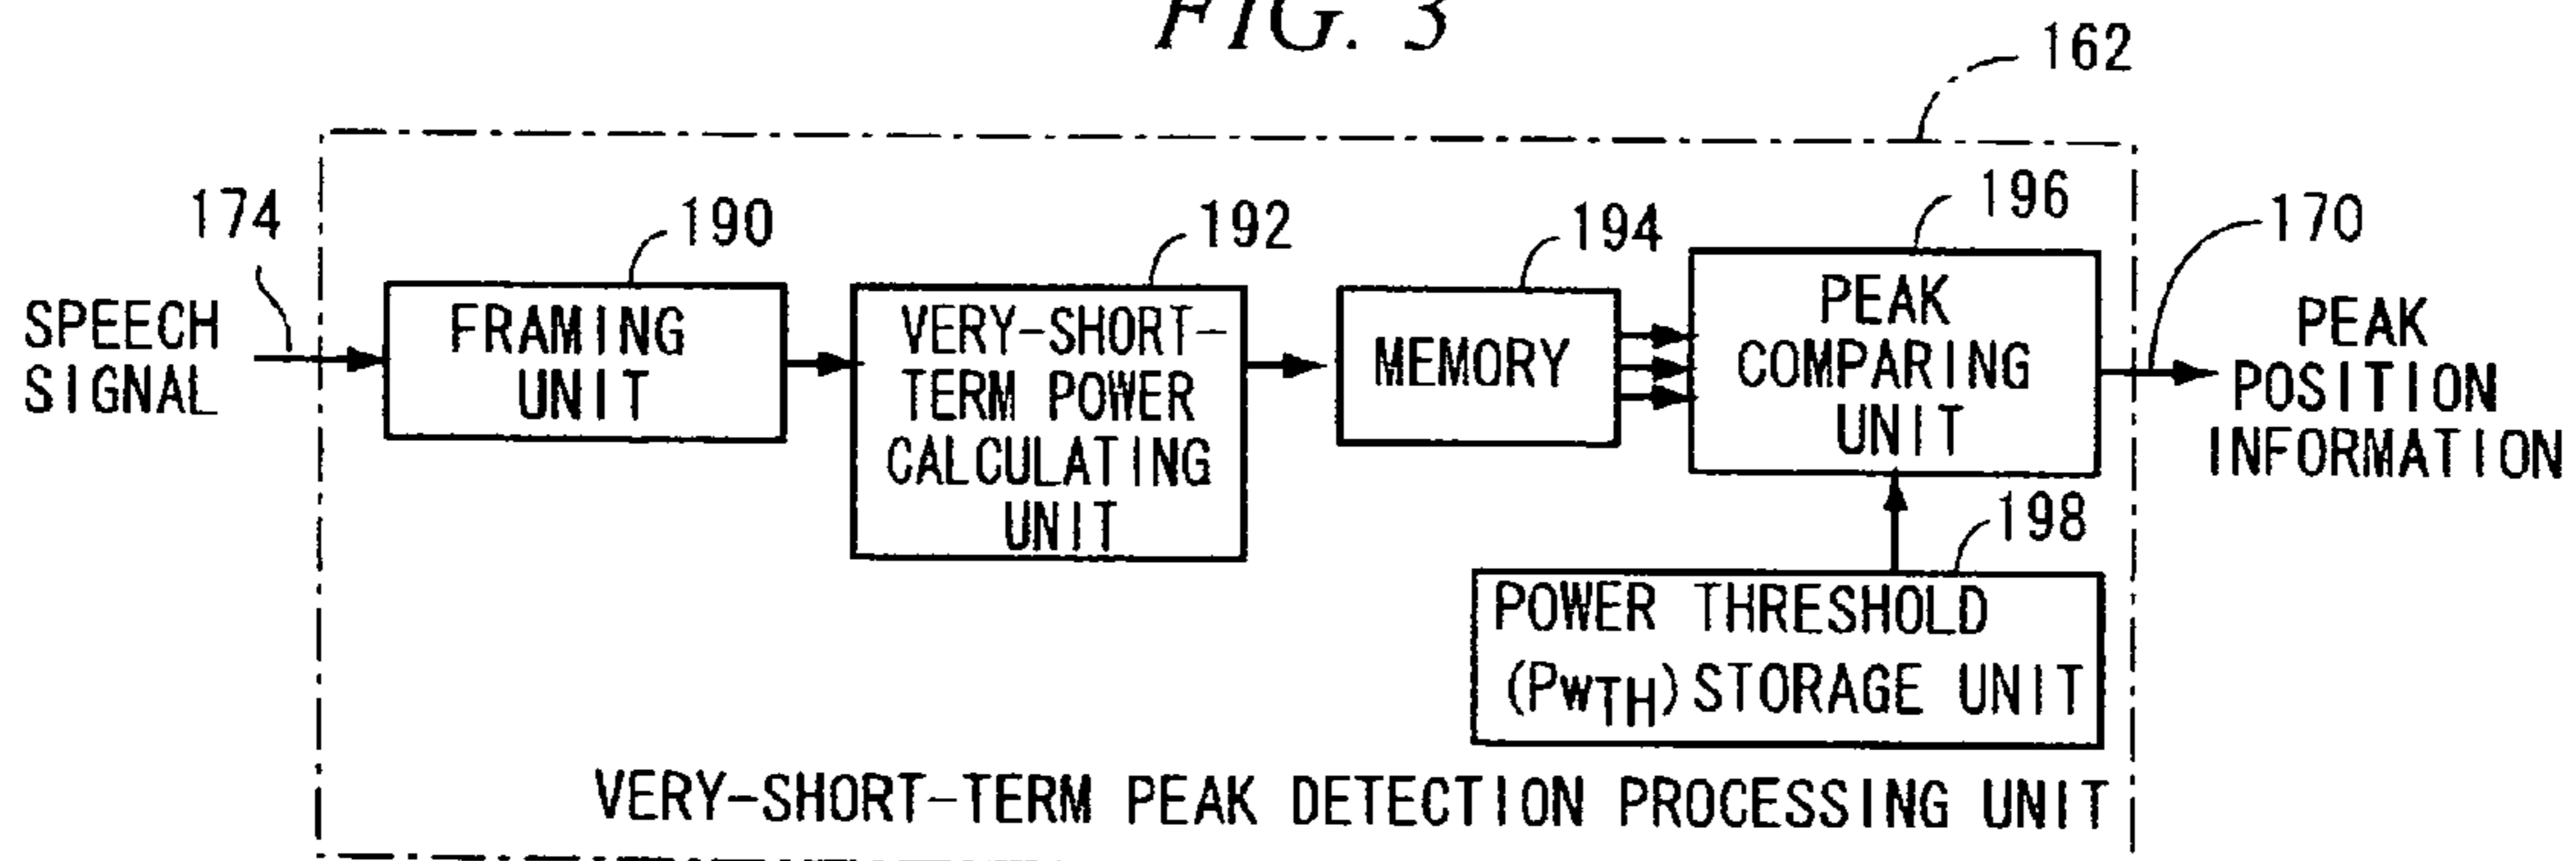 FIG. 3
162
174
190
192
194
196
170
SPEECH
SIGNAL
FRAMING
UNIT
VERY-SHORT-
TERM POWER
CALCULATING
UNIT
MEMORY
PEAK
COMPARING
UNIT
PEAK
POSITION
INFORMATION
198
POWER THRESHOLD
(PwTH) STORAGE UNIT
VERY-SHORT-TERM PEAK DETECTION PROCESSING UNIT